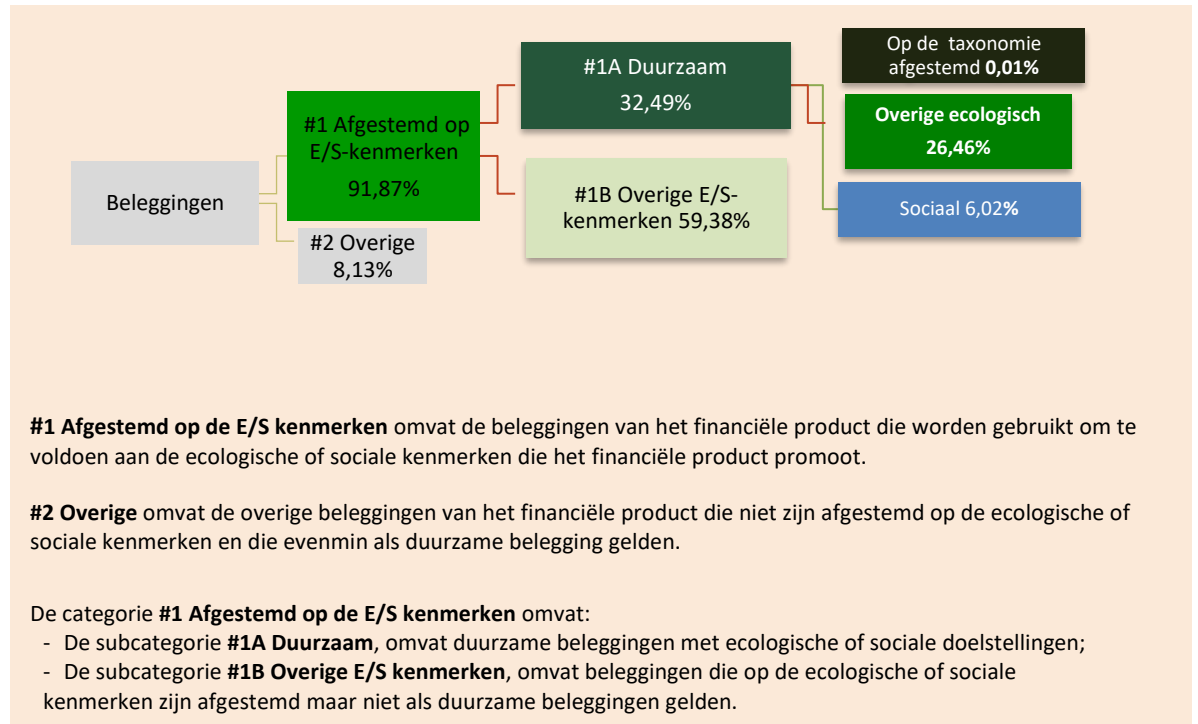 Beleggingen
#1 Afgestemd op
E/S-kenmerken
91,87%
#2 Overige
8,13%
#1A Duurzaam
32,49%
#1B Overige E/S-
kenmerken 59,38%
Op de taxonomie
afgestemd 0,01%
Overige ecologisch
26,46%
Sociaal 6,02%
#1 Afgestemd op de E/S kenmerken omvat de beleggingen van het financiële product die worden gebruikt om te
voldoen aan de ecologische of sociale kenmerken die het financiële product promoot.
#2 Overige omvat de overige beleggingen van het financiële product die niet zijn afgestemd op de ecologische of
sociale kenmerken en die evenmin als duurzame belegging gelden.
De categorie #1 Afgestemd op de E/S kenmerken omvat:
- De subcategorie #1A Duurzaam, omvat duurzame beleggingen met ecologische of sociale doelstellingen;
- De subcategorie #1B Overige E/S kenmerken, omvat beleggingen die op de ecologische of sociale
kenmerken zijn afgestemd maar niet als duurzame beleggingen gelden.